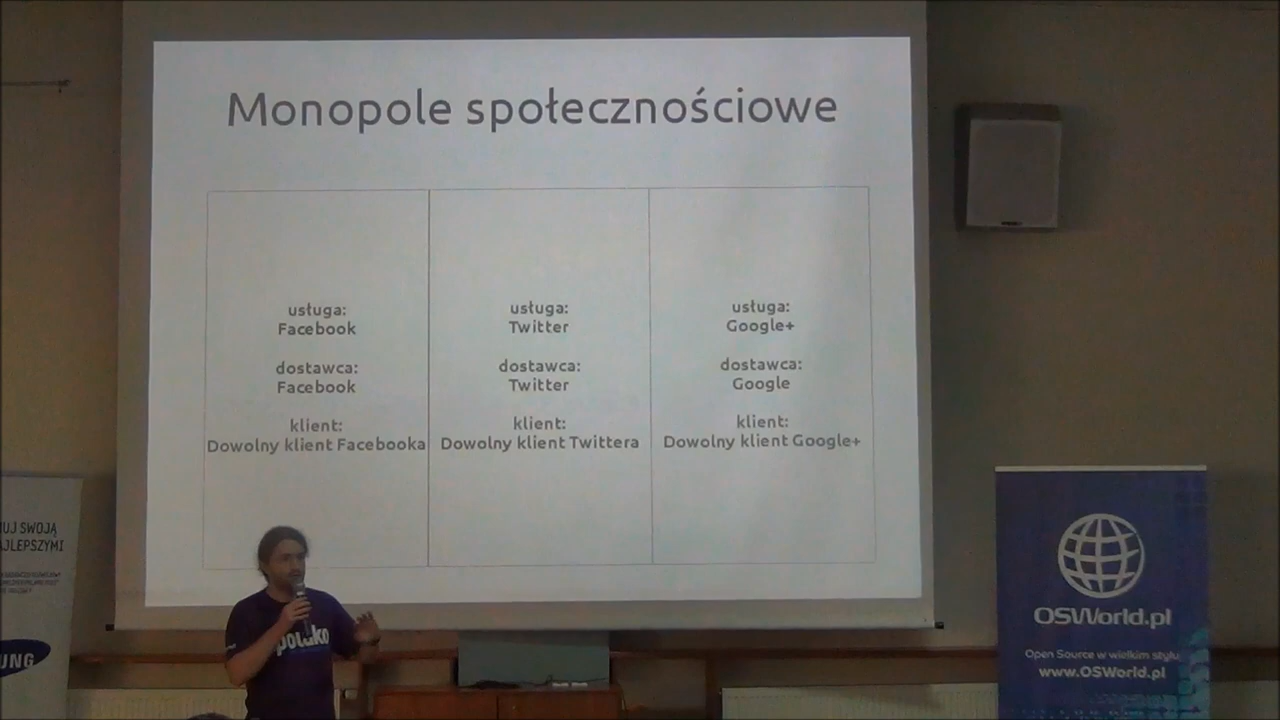 Monopole społecznościowe
usługa:
Facebook
dostawca:
Facebook
klient:
Dowolny klient Facebooka
usługa:
Twitter
dostawca:
Twitter
klient:
Dowolny klient Twittera
usługa:
Google+
dostawca:
Google
klient:
Dowolny klient Google+
UJ SWOJĄ
AJLEPSZYMI
UNG
OSWorld.pl
Open Source w wielkim stylu
www.OSWorld.pl